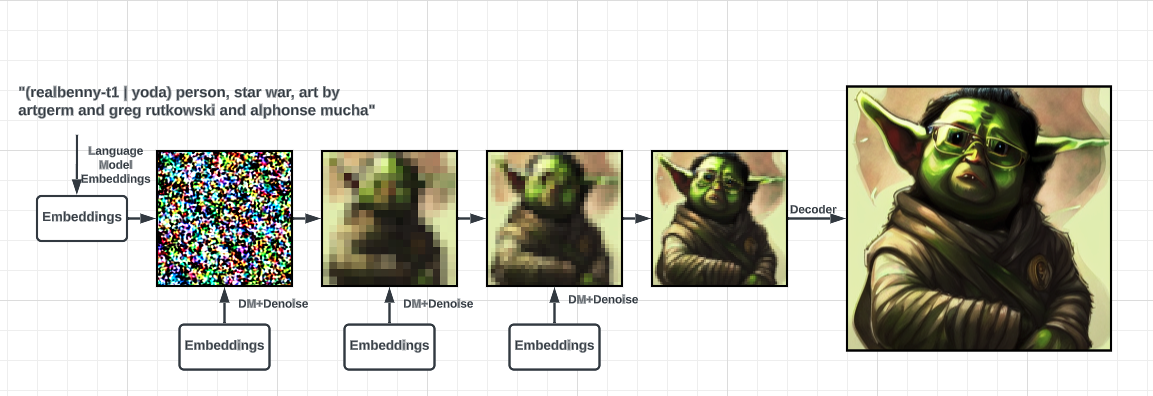 "(realbenny-t1 | yoda) person, star war, art by
artgerm and greg rutkowski and alphonse mucha"
Language
Model
Embeddings
Embeddings
Decoder
DM+Denoise
DM+Denoise
DM+Denoise
Embeddings
Embeddings
Embeddings